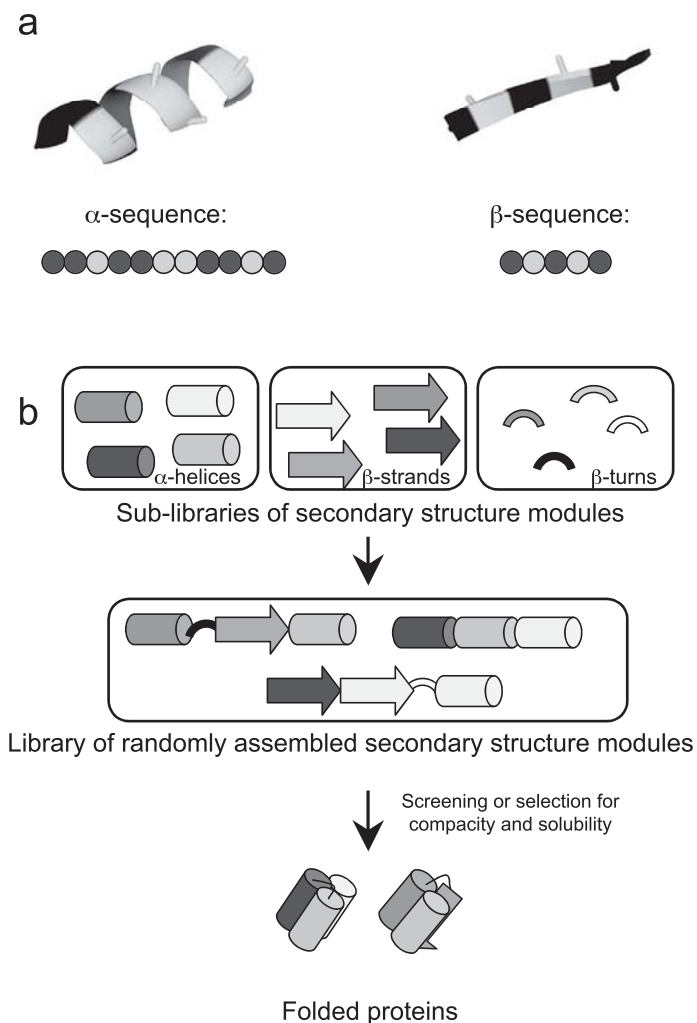 a
α-sequence:
β-sequence:
b
α-helices
β-strands
β-turns
Sub-libraries of secondary structure modules
Library of randomly assembled secondary structure modules
Screening or selection for
compacity and solubility
Folded proteins